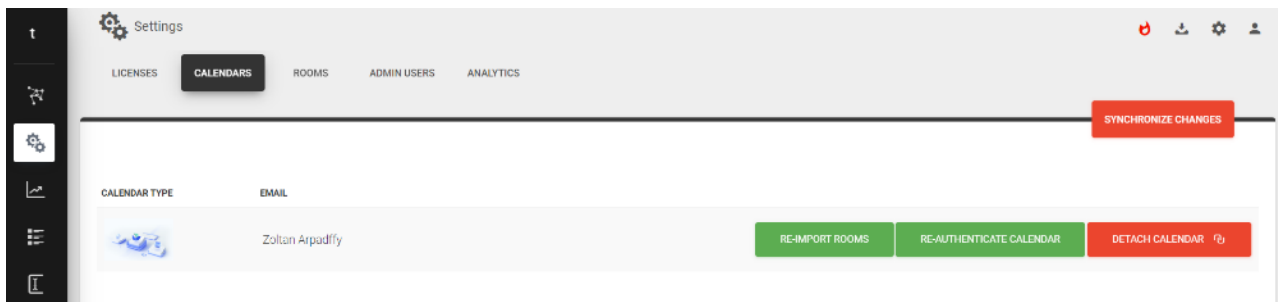 t
Settings
LICENSES CALENDARS ROOMS ADMIN USERS ANALYTICS
SYNCHRONIZE CHANGES
CALENDAR TYPE EMAIL
Zoltan Arpadffy RE-IMPORT ROOMS RE-AUTHENTICATE CALENDAR DETACH CALENDAR